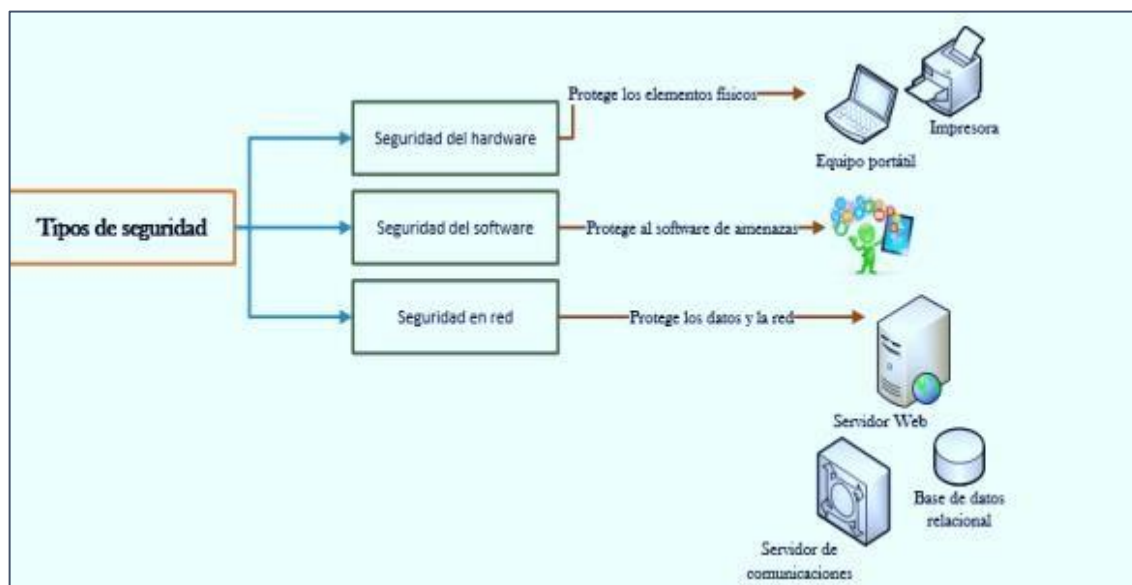 Tipos de seguridad
Seguridad del hardware
Protege los elementos físicos
Impresora
Equipo portátil
Seguridad del software
Protege al software de amenazas
Seguridad en red
Protege los datos y la red
Servidor Web
Base de datos
relacional
Servidor de
comunicaciones